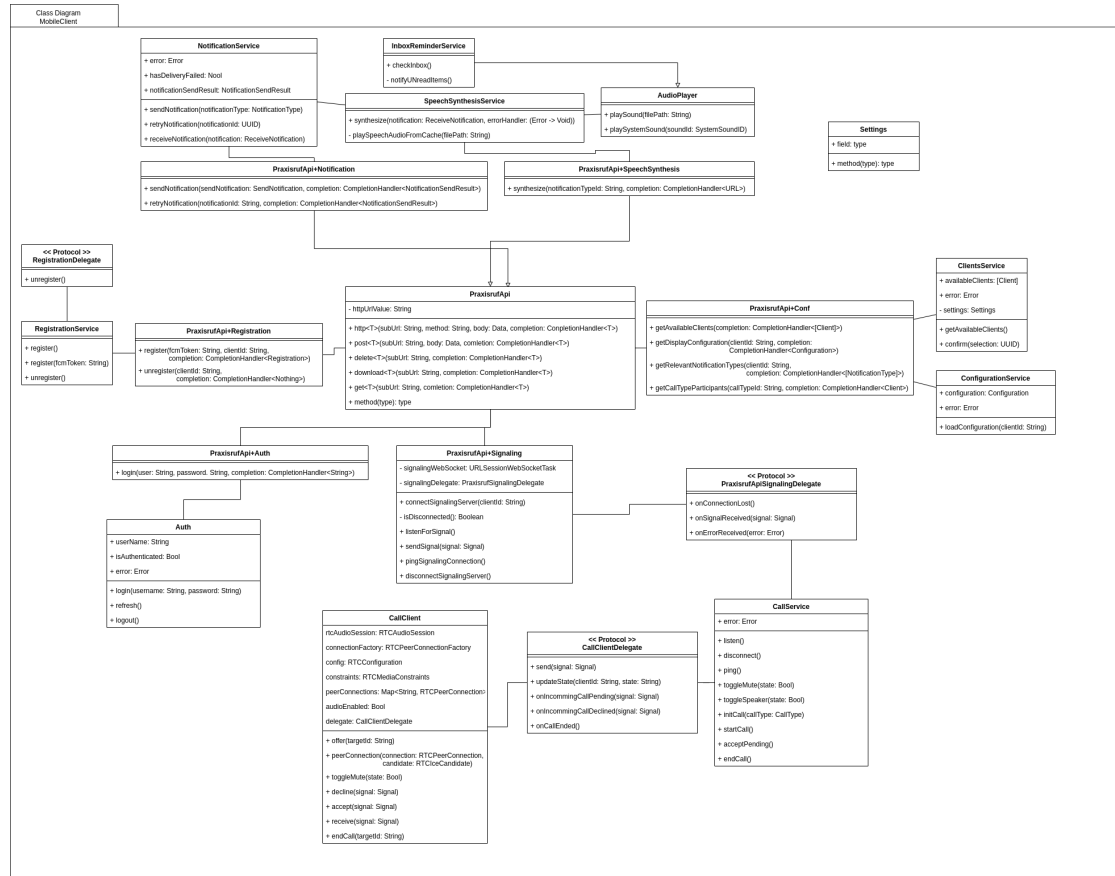 Class Diagram
MobileClient
NotificationService
+ error: Error
+ hasDeliveryFailed: Nool
+ notificationSendResult: NotificationSendResult
+ sendNotification(notificationType: NotificationType)
+ retryNotification(notificationId: UUID)
+ receiveNotification(notification: ReceiveNotification)
InboxReminderService
+ checkInbox()
- notifyUNreadItems()
SpeechSynthesisService
+ synthesize(notification: ReceiveNotification, errorHandler: (Error -> Void))
- playSpeechAudioFromCache(filePath: String)
AudioPlayer
+ playSound(filePath: String)
+ playSystemSound(soundId: SystemSoundID)
Settings
+ field: type
+ method(type): type
PraxisrufApi+Notification
+ sendNotification(sendNotification: SendNotification, completion: CompletionHandler<NotificationSendResult>)
+ retryNotification(notificationId: String, completion: CompletionHandler<NotificationSendResult>)
PraxisrufApi+SpeechSynthesis
+ synthesize(notificationTypeId: String, completion: CompletionHandler<URL>)
<< Protocol >>
RegistrationDelegate
+ unregister()
RegistrationService
+ register()
+ register(fcmToken: String)
+ unregister()
PraxisrufApi+Registration
+ register(fcmToken: String, clientId: String,
completion: CompletionHandler<Registration>)
+ unregister(clientId: String,
completion: CompletionHandler<Nothing>)
PraxisrufApi
- httpUrlValue: String
+ http<T>(subUrl: String, method: String, body: Data, completion: ConpletionHandler<T>)
+ post<T>(subUrl: String, body: Data, comletion: CompletionHandler<T>)
+ delete<T>(subUrl: String, completion: CompletionHandler<T>)
+ download<T>(subUrl: String, completion: CompletionHandler<T>)
+ get<T>(subUrl: String, comletion: CompletionHandler<T>)
+ method(type): type
PraxisrufApi+Conf
+ getAvailableClients(completion: CompletionHandler<[Client]>)
+ getDisplayConfiguration(clientId: String, completion:
CompletionHandler<Configuration>)
+ getRelevantNotificationTypes(clientId: String,
completion: CompletionHandler<[NotificationType]>)
+ getCallTypeParticipants(callTypeId: String, completion: CompletionHandler<Client>)
ClientsService
+ availableClients: [Client]
+ error: Error
- settings: Settings
+ getAvailableClients()
+ confirm(selection: UUID)
ConfigurationService
+ configuration: Configuration
+ error: Error
+ loadConfiguration(clientId: String)
PraxisrufApi+Auth
+ login(user: String, password. String, completion: CompletionHandler<String>)
Auth
+ userName: String
+ isAuthenticated: Bool
+ error: Error
+ login(username: String, password: String)
+ refresh()
+ logout()
PraxisrufApi+Signaling
- signalingWebSocket: URLSessionWebSocketTask
- signalingDelegate: PraxisrufSignalingDelegate
+ connectSignalingServer(clientId: String)
- isDisconnected(): Boolean
+ listenForSignal()
+ sendSignal(signal: Signal)
+ pingSignalingConnection()
+ disconnectSignalingServer()
<< Protocol >>
PraxisrufApiSignalingDelegate
+ onConnectionLost()
+ onSignalReceived(signal: Signal)
+ onErrorReceived(error: Error)
CallClient
rtcAudioSession: RTCAudioSession
connectionFactory: RTCPeerConnectionFactory
config: RTCConfiguration
constraints: RTCMediaConstraints
peerConnections: Map<String, RTCPeerConnection>
audioEnabled: Bool
delegate: CallClientDelegate
+ offer(targetId: String)
+ peerConnection(connection: RTCPeerConnection,
candidate: RTCIceCandidate)
+ toggleMute(state: Bool)
+ decline(signal: Signal)
+ accept(signal: Signal)
+ receive(signal: Signal)
+ endCall(targetId: String)
<< Protocol >>
CallClientDelegate
+ send(signal: Signal)
+ updateState(clientId: String, state: String)
+ onIncommingCallPending(signal: Signal)
+ onIncommingCallDeclined(signal: Signal)
+ onCallEnded()
CallService
+ error: Error
+ listen()
+ disconnect()
+ ping()
+ toggleMute(state: Bool)
+ toggleSpeaker(state: Bool)
+ initCall(callType: CallType)
+ startCall()
+ acceptPending()
+ endCall()